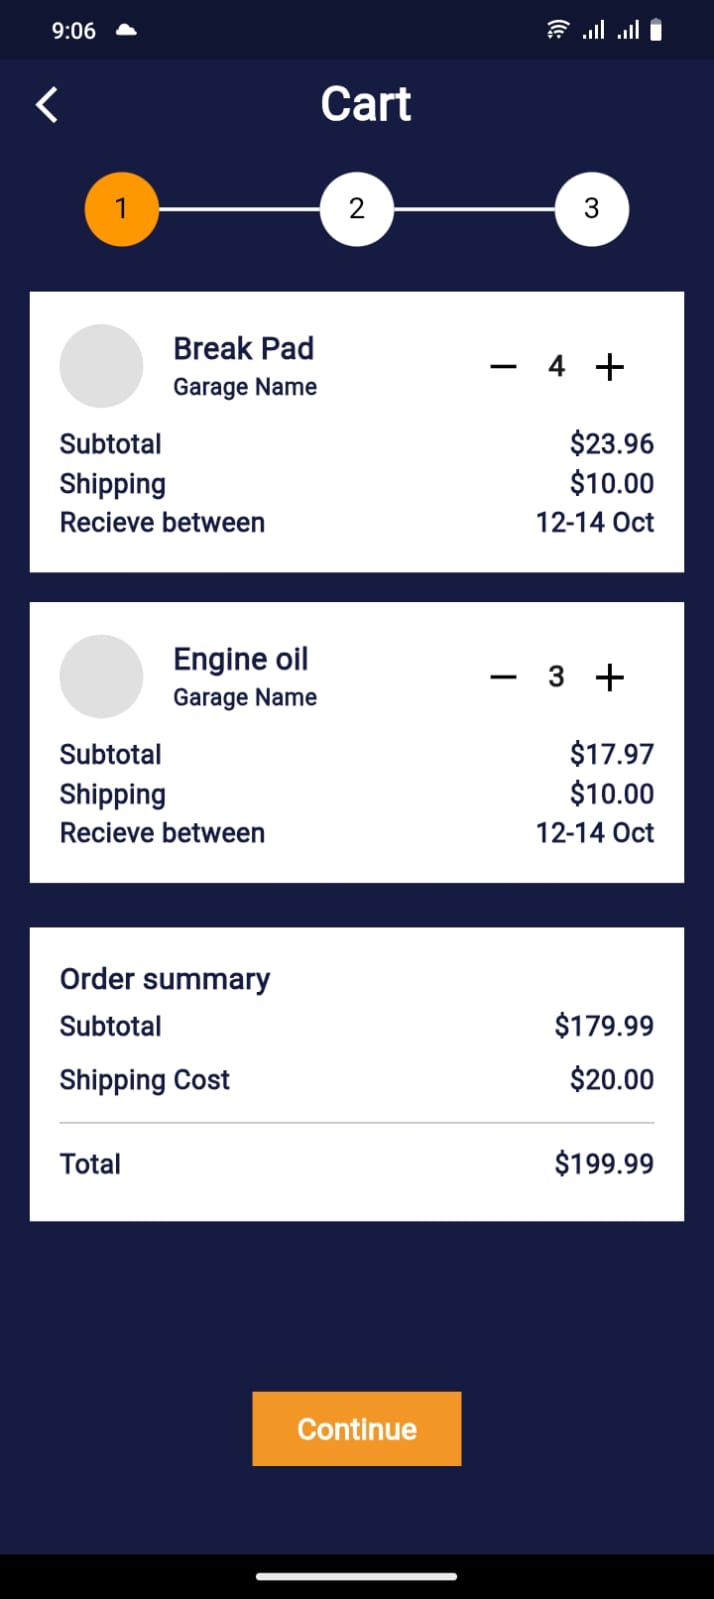 9:06
Cart
1 2 3
Break Pad
Garage Name
4
Subtotal $23.96
Shipping $10.00
Recieve between 12-14 Oct
Engine oil
Garage Name
3
Subtotal $17.97
Shipping $10.00
Recieve between 12-14 Oct
Order summary
Subtotal $179.99
Shipping Cost $20.00
Total $199.99
Continue